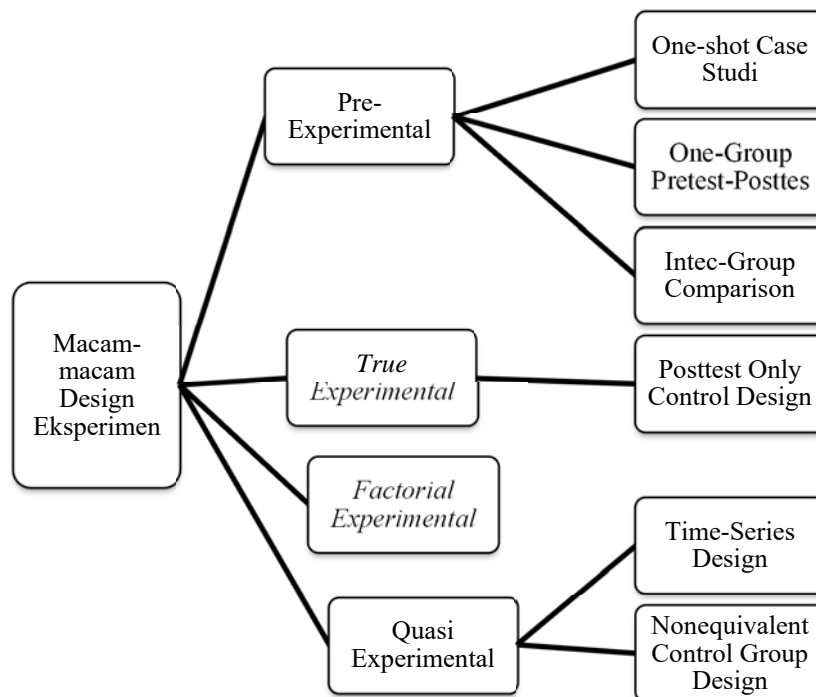 Macam-
macam
Design
Eksperimen
Pre-
Experimental
One-shot Case
Studi
One-Group
Pretest-Posttes
Intec-Group
Comparison
True
Experimental
Posttest Only
Control Design
Factorial
Experimental
Quasi
Experimental
Time-Series
Design
Nonequivalent
Control Group
Design